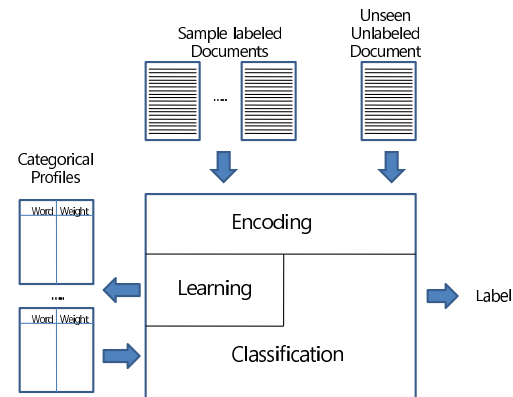 Sample labeled
Documents
Unseen
Unlabeled
Document
......
Categorical
Profiles
Word Weight
......
Word Weight
Encoding
Learning
Classification
Label